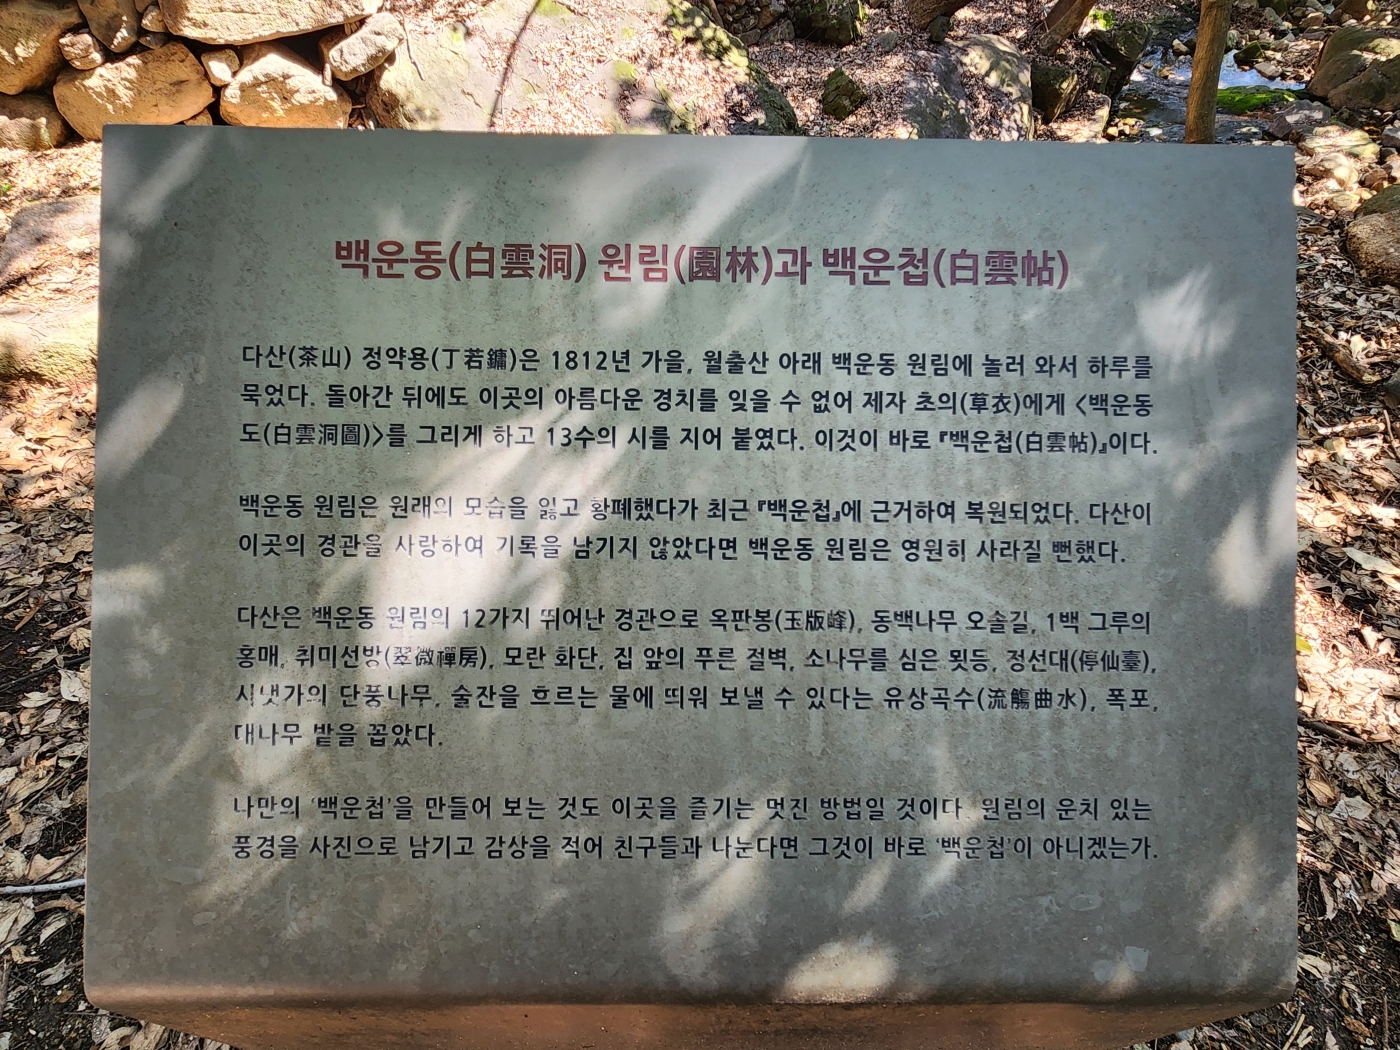 백운동(白雲洞) 원림(園林)과 백운첩(白雲帖)
다산(茶山) 정약용(丁若鏞)은 1812년 가을, 월출산 아래 백운동 원림에 놀러 와서 하루를
묵었다. 돌아간 뒤에도 이곳의 아름다운 경치를 잊을 수 없어 제자 초의(草衣)에게 〈백운동
도(白雲洞圖)〉를 그리게 하고 13수의 시를 지어 붙였다. 이것이 바로 『백운첩(白雲帖)』이다.
백운동 원림은 원래의 모습을 잃고 황폐했다가 최근 『백운첩』에 근거하여 복원되었다. 다산이
이곳의 경관을 사랑하여 기록을 남기지 않았다면 백운동 원림은 영원히 사라질 뻔했다.
다산은 백운동 원림의 12가지 뛰어난 경관으로 옥판봉(玉版峰), 동백나무 오솔길, 1백 그루의
홍매, 취미선방(翠微禪房), 모란 화단, 집 앞의 푸른 절벽, 소나무를 심은 묏등, 정선대(停仙臺),
시냇가의 단풍나무, 술잔을 흐르는 물에 띄워 보낼 수 있다는 유상곡수(流觴曲水), 폭포,
대나무 밭을 꼽았다.
나만의 '백운첩'을 만들어 보는 것도 이곳을 즐기는 멋진 방법일 것이다. 원림의 운치 있는
풍경을 사진으로 남기고 감상을 적어 친구들과 나눈다면 그것이 바로 '백운첩'이 아니겠는가.